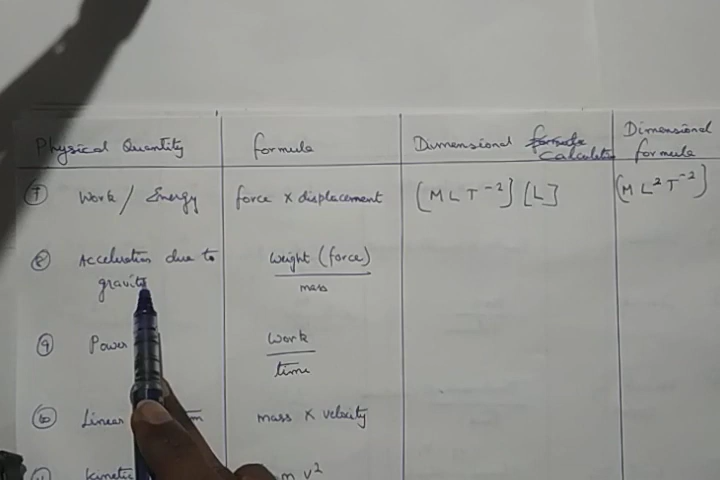 Physical Quantity formula Dimensional formula Calculation Dimensional formula
⑦ Work / Energy force × displacement [M L T⁻²] [L] [M L² T⁻²]
⑧ Acceleration due to gravity weight (force) / mass
⑨ Power work / time
⑩ Linear mass × velocity
Kinetic m v²